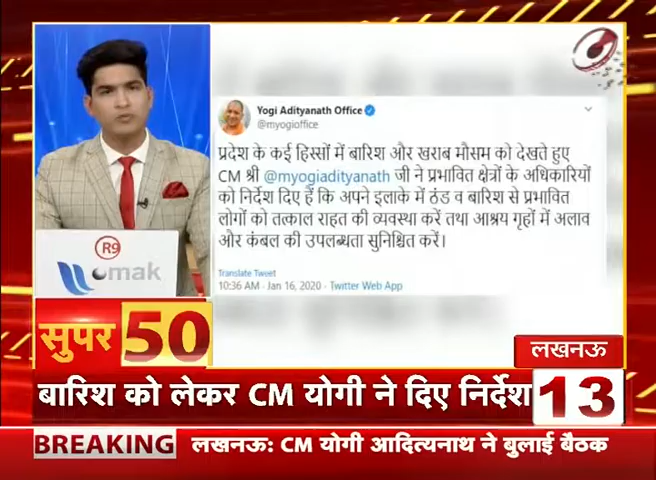 Yogi Adityanath Office
@myogioffice
प्रदेश के कई हिस्सों में बारिश और खराब मौसम को देखते हुए
CM श्री @myogiadityanath जी ने प्रभावित क्षेत्रों के अधिकारियों
को निर्देश दिए हैं कि अपने इलाके में ठंड व बारिश से प्रभावित
लोगों को तत्काल राहत की व्यवस्था करें तथा आश्रय गृहों में अलाव
और कंबल की उपलब्धता सुनिश्चित करें।
Translate Tweet
10:36 AM · Jan 16, 2020 · Twitter Web App
R9
omak
सुपर 50
लखनऊ
बारिश को लेकर CM योगी ने दिए निर्देश 13
BREAKING लखनऊ: CM योगी आदित्यनाथ ने बुलाई बैठक